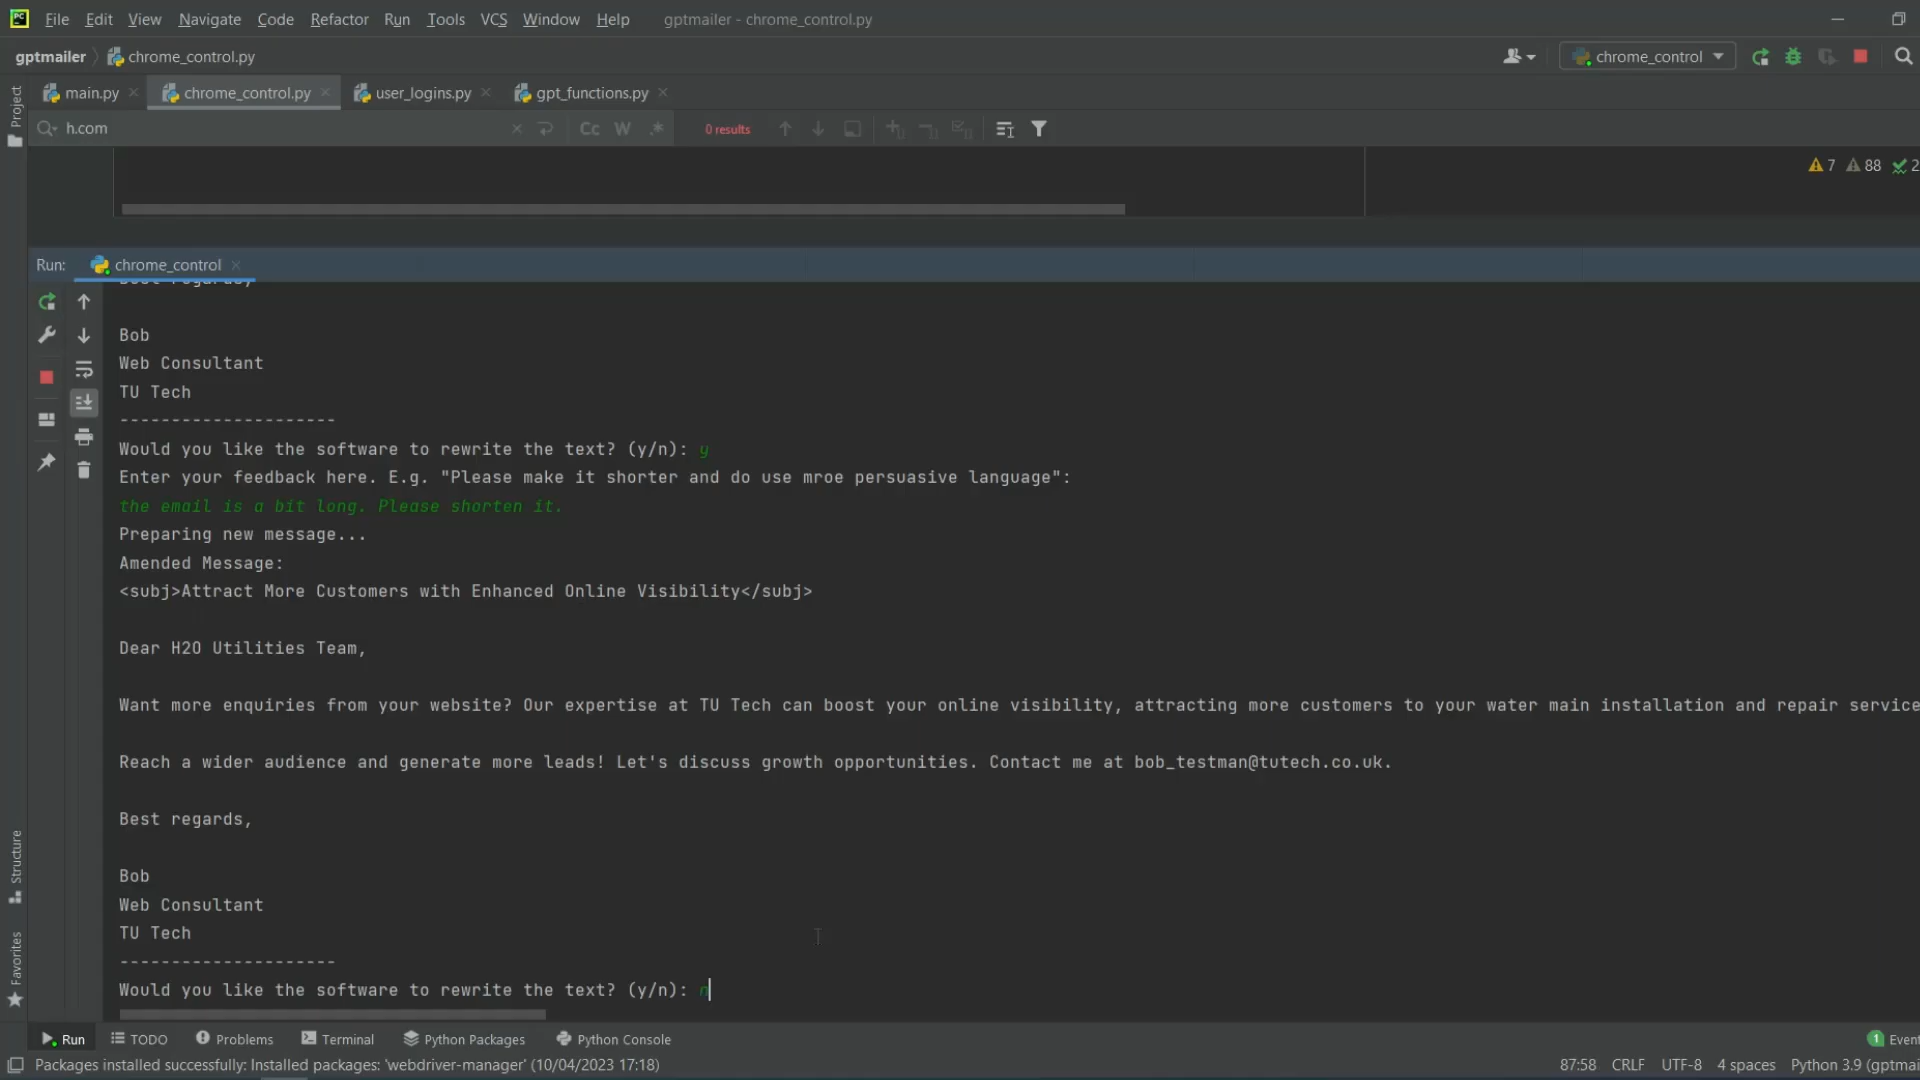 File Edit View Navigate Code Refactor Run Tools VCS Window Help gptmailer - chrome_control.py
gptmailer chrome_control.py chrome_control
Project
main.py chrome_control.py user_logins.py gpt_functions.py
h.com Cc W .* 0 results
7 88 2
Run: chrome_control
Best regards,
Bob
Web Consultant
TU Tech
---------------------
Would you like the software to rewrite the text? (y/n): y
Enter your feedback here. E.g. "Please make it shorter and do use mroe persuasive language":
the email is a bit long. Please shorten it.
Preparing new message...
Amended Message:
<subj>Attract More Customers with Enhanced Online Visibility</subj>
Dear H2O Utilities Team,
Want more enquiries from your website? Our expertise at TU Tech can boost your online visibility, attracting more customers to your water main installation and repair service
Reach a wider audience and generate more leads! Let's discuss growth opportunities. Contact me at bob_testman@tutech.co.uk.
Best regards,
Bob
Web Consultant
TU Tech
---------------------
Would you like the software to rewrite the text? (y/n): n
Structure
Favorites
Run TODO Problems Terminal Python Packages Python Console 1 Event
Packages installed successfully: Installed packages: 'webdriver-manager' (10/04/2023 17:18) 87:58 CRLF UTF-8 4 spaces Python 3.9 (gptmai